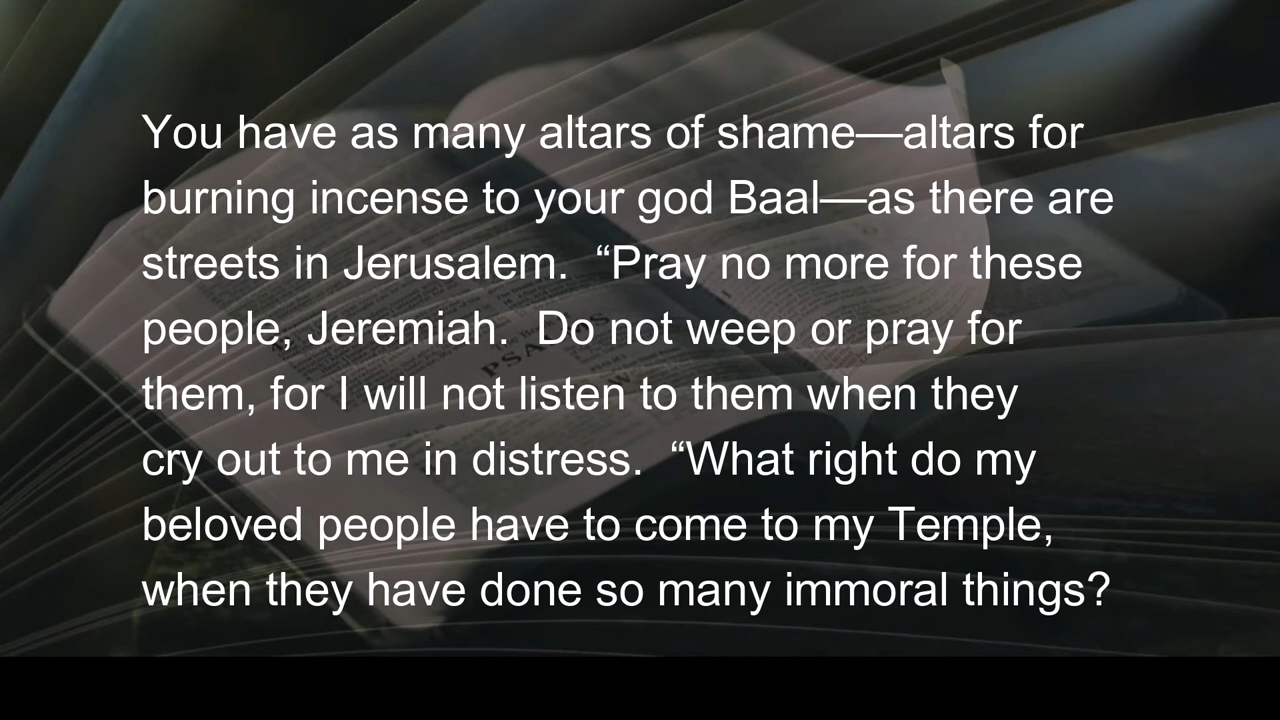 You have as many altars of shame—altars for
burning incense to your god Baal—as there are
streets in Jerusalem.  “Pray no more for these
people, Jeremiah.  Do not weep or pray for
them, for I will not listen to them when they
cry out to me in distress.  “What right do my
beloved people have to come to my Temple,
when they have done so many immoral things?